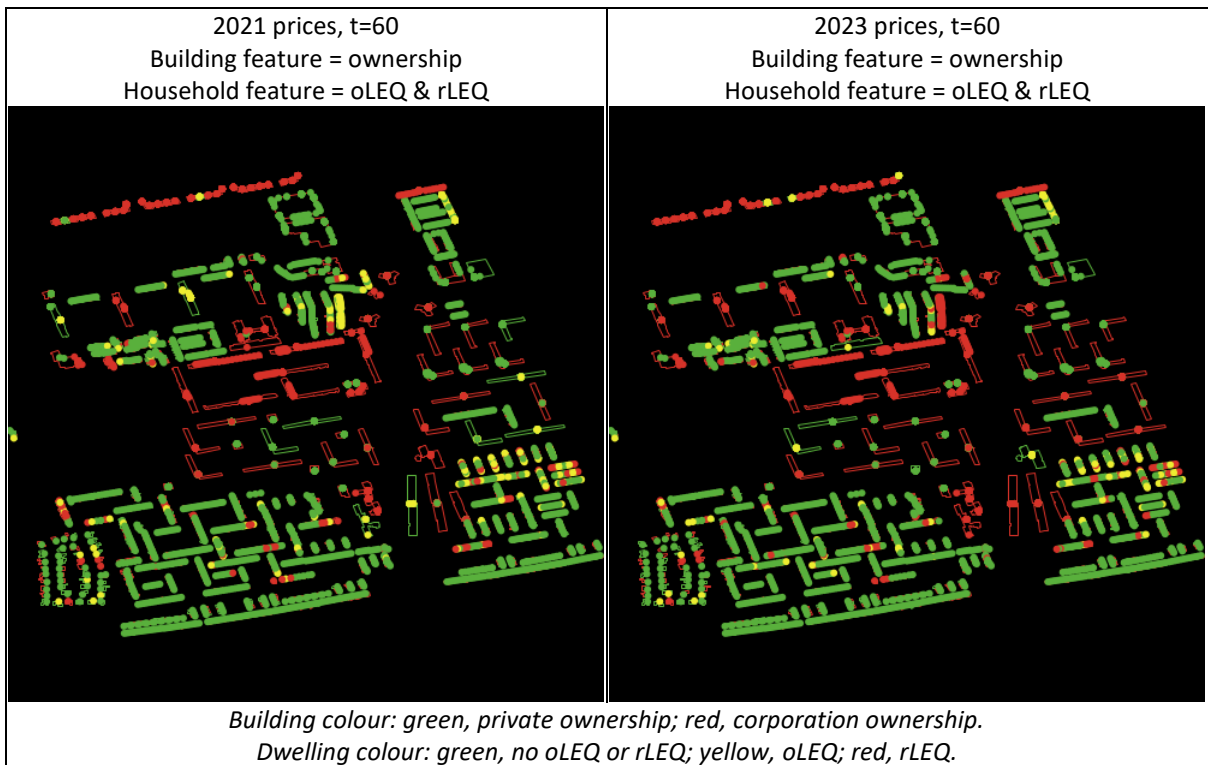 2021 prices, t=60
Building feature = ownership
Household feature = oLEQ & rLEQ
2023 prices, t=60
Building feature = ownership
Household feature = oLEQ & rLEQ
Building colour: green, private ownership; red, corporation ownership.
Dwelling colour: green, no oLEQ or rLEQ; yellow, oLEQ; red, rLEQ.